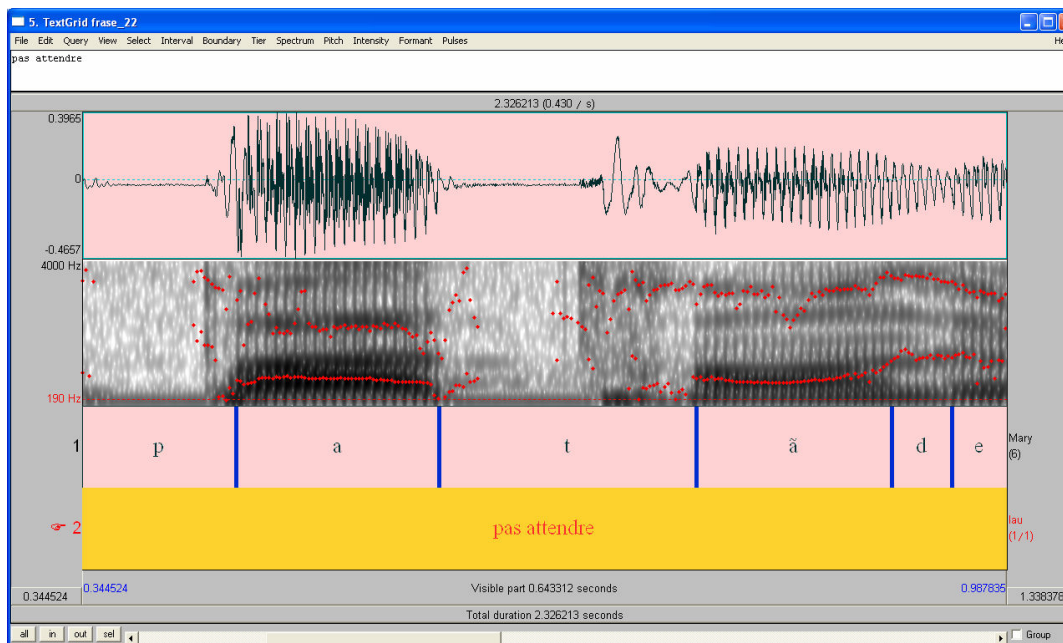 5. TextGrid frase_22
File Edit Query View Select Interval Boundary Tier Spectrum Pitch Intensity Formant Pulses He
pas attendre
2.326213 (0.430 / s)
0.3965
0
-0.4657
4000 Hz
190 Hz
1 p a t ã d e Mary
(6)
☞ 2 pas attendre lau
(1/1)
0.344524 Visible part 0.643312 seconds 0.987835
0.344524 1.338378
Total duration 2.326213 seconds
all in out sel Group